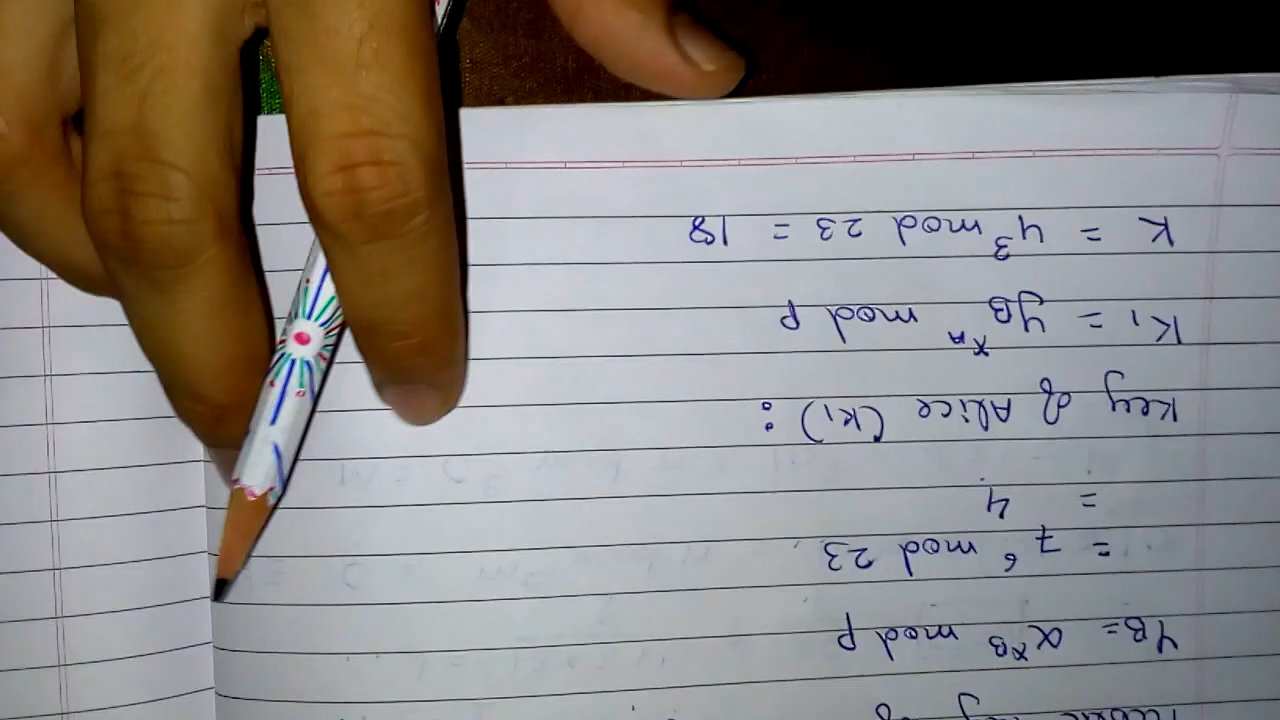 YB = α^XB mod p
= 7^6 mod 23
= 4
Key of Alice (K1) :
K1 = YB^XA mod p
K = 4^3 mod 23 = 18